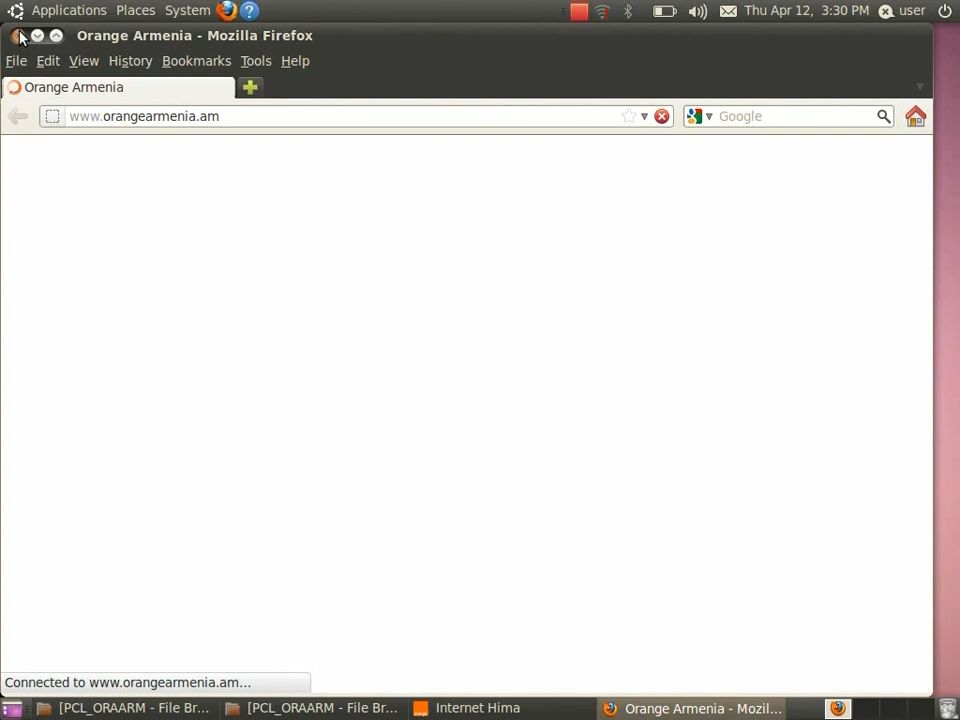 Applications Places System Thu Apr 12, 3:30 PM user
Orange Armenia - Mozilla Firefox
File Edit View History Bookmarks Tools Help
Orange Armenia
www.orangearmenia.am Google
Connected to www.orangearmenia.am...
[PCL_ORAARM - File Br... [PCL_ORAARM - File Br... Internet Hima Orange Armenia - Mozil...